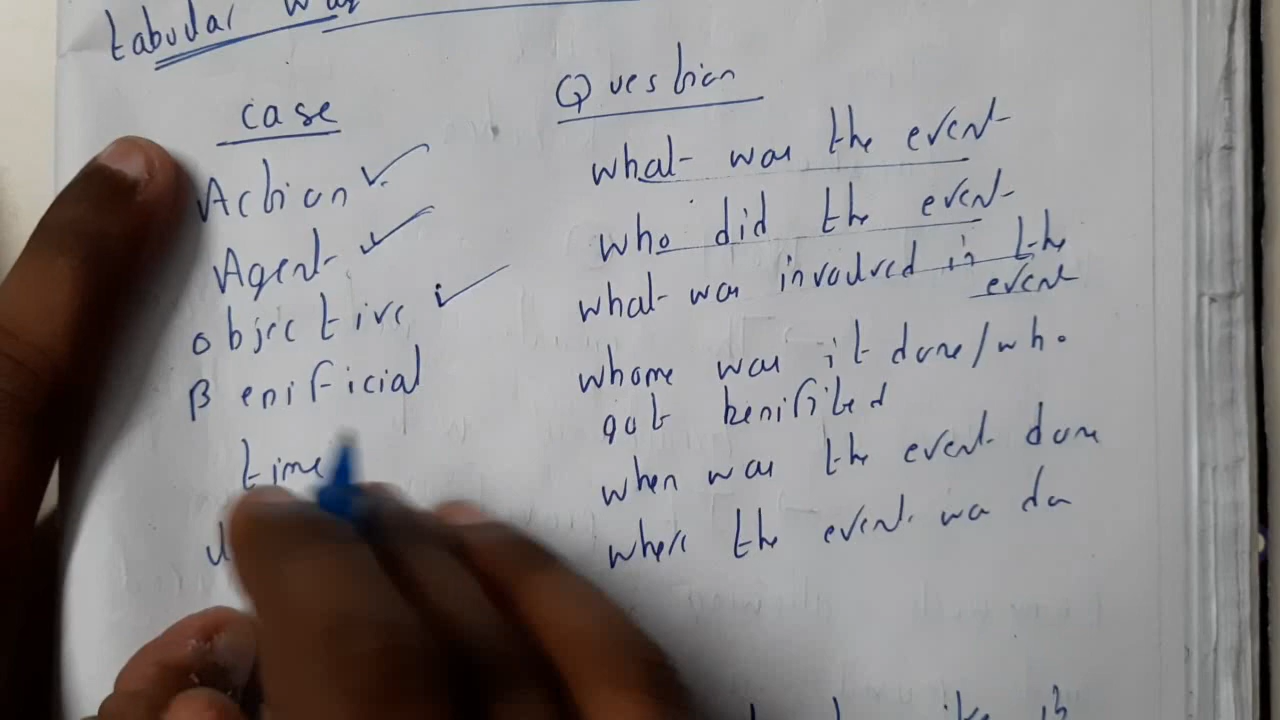 tabular way
case Question
Action what was the event
Agent who did the event
objective what was involved in the
event
Benificial whome was it done/who
got benifited
time when was the event done
where the event wa do